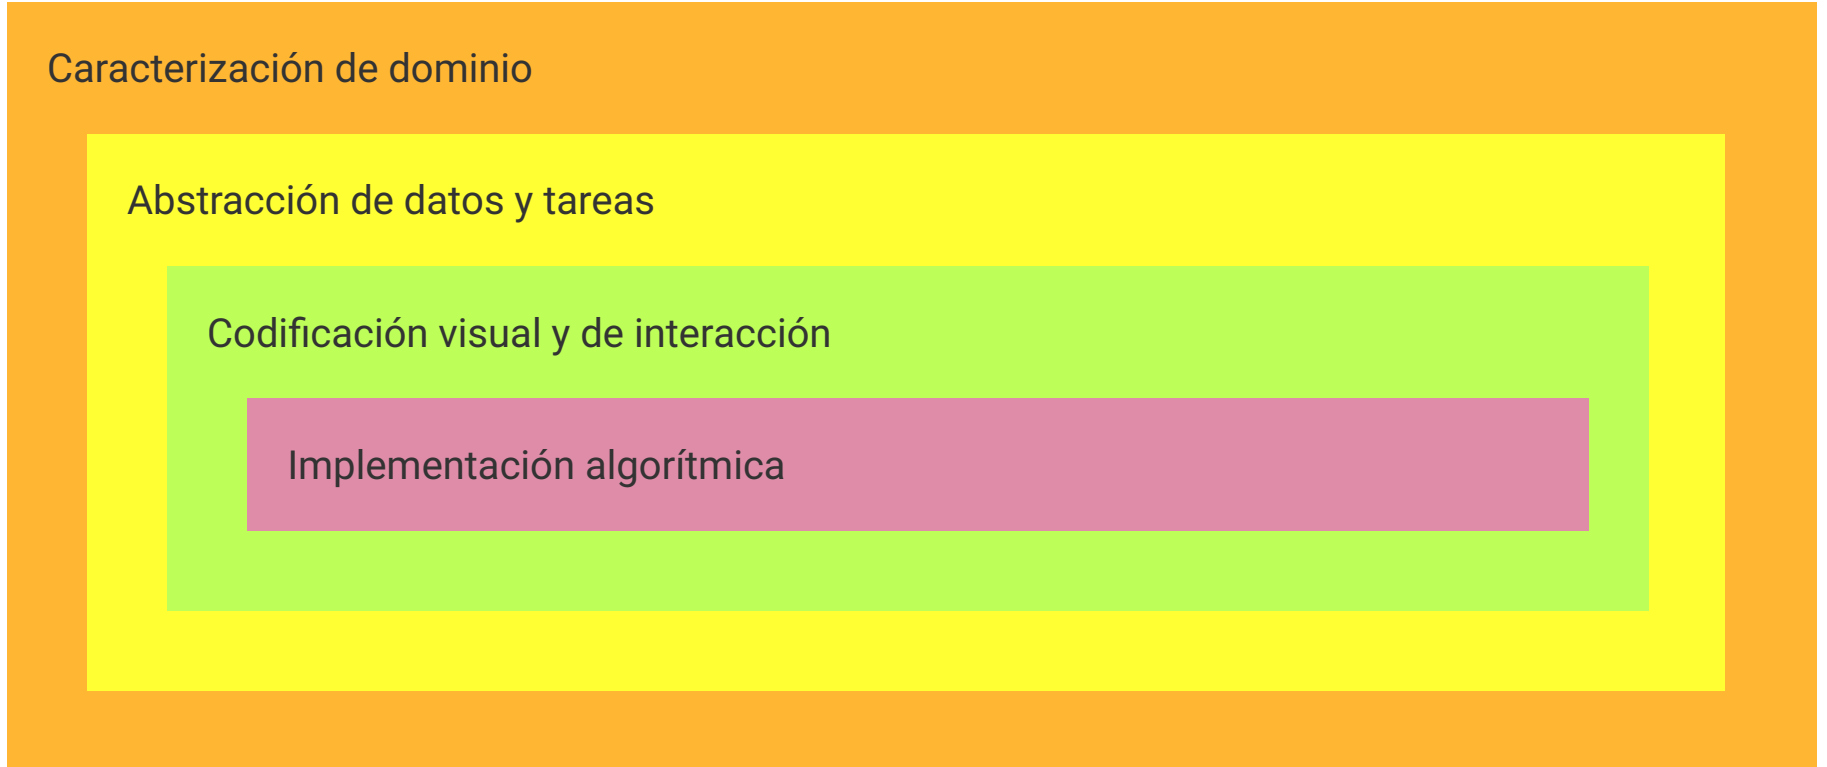 Caracterización de dominio
Abstracción de datos y tareas
Codificación visual y de interacción
Implementación algorítmica